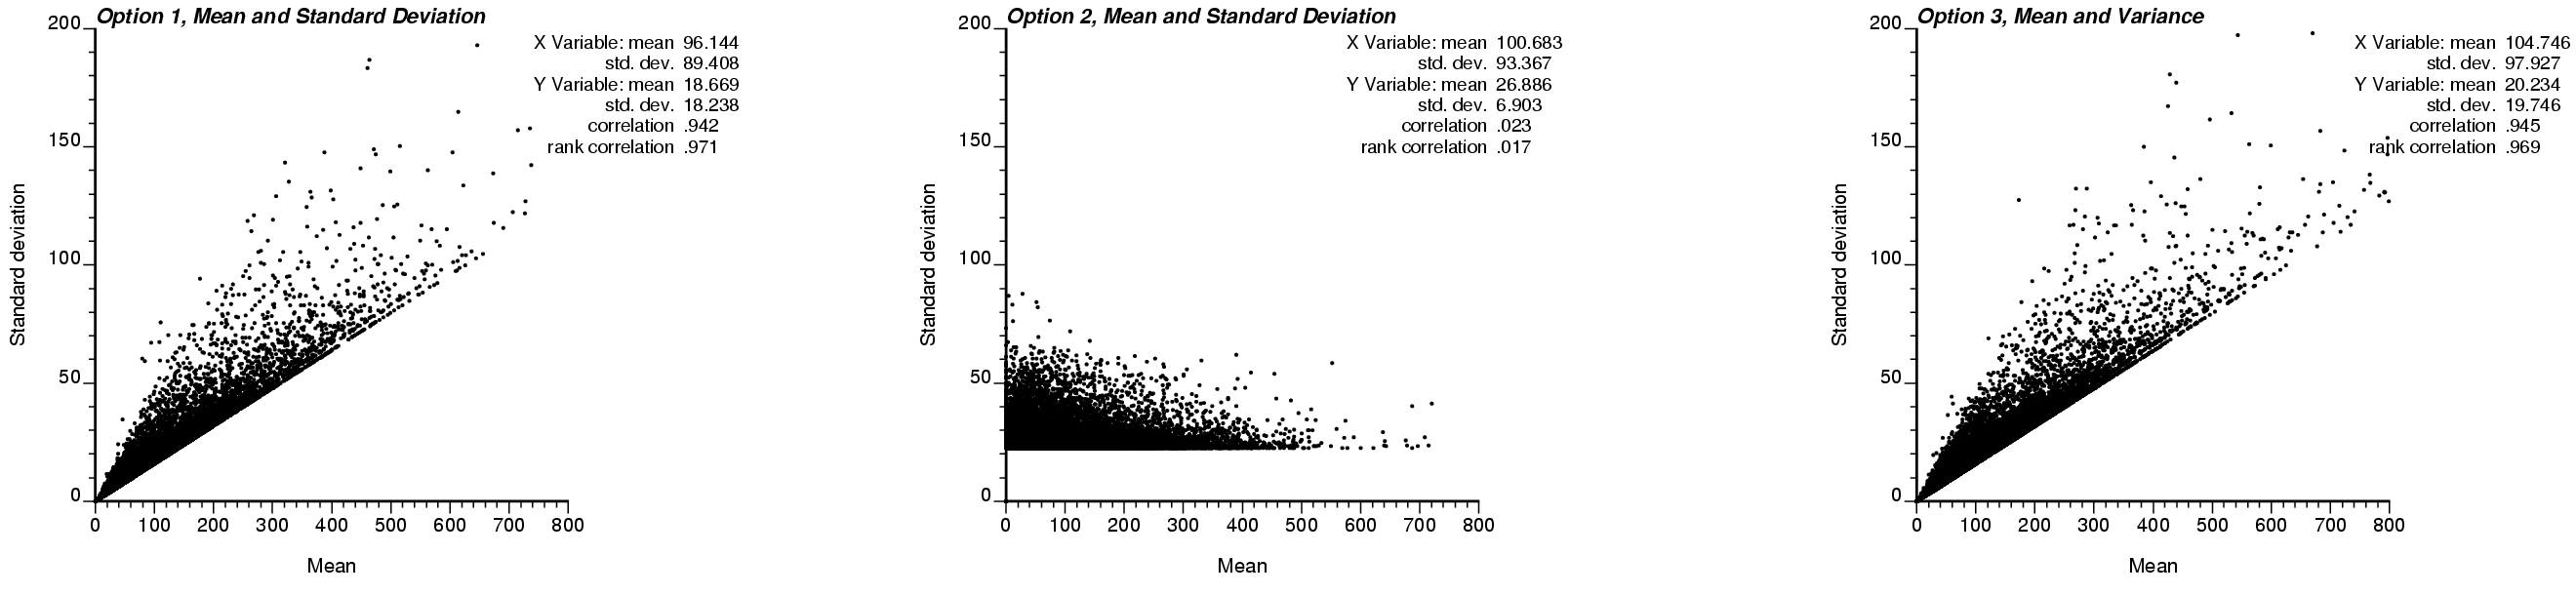 Option 1, Mean and Standard Deviation
200
150
100
50
0
Standard deviation
X Variable: mean 96.144
std. dev. 89.408
Y Variable: mean 18.669
std. dev. 18.238
correlation .942
rank correlation .971
0 100 200 300 400 500 600 700 800
Mean
Option 2, Mean and Standard Deviation
200
150
100
50
0
Standard deviation
X Variable: mean 100.683
std. dev. 93.367
Y Variable: mean 26.886
std. dev. 6.903
correlation .023
rank correlation .017
0 100 200 300 400 500 600 700 800
Mean
Option 3, Mean and Variance
200
150
100
50
0
Standard deviation
X Variable: mean 104.746
std. dev. 97.927
Y Variable: mean 20.234
std. dev. 19.746
correlation .945
rank correlation .969
0 100 200 300 400 500 600 700 800
Mean